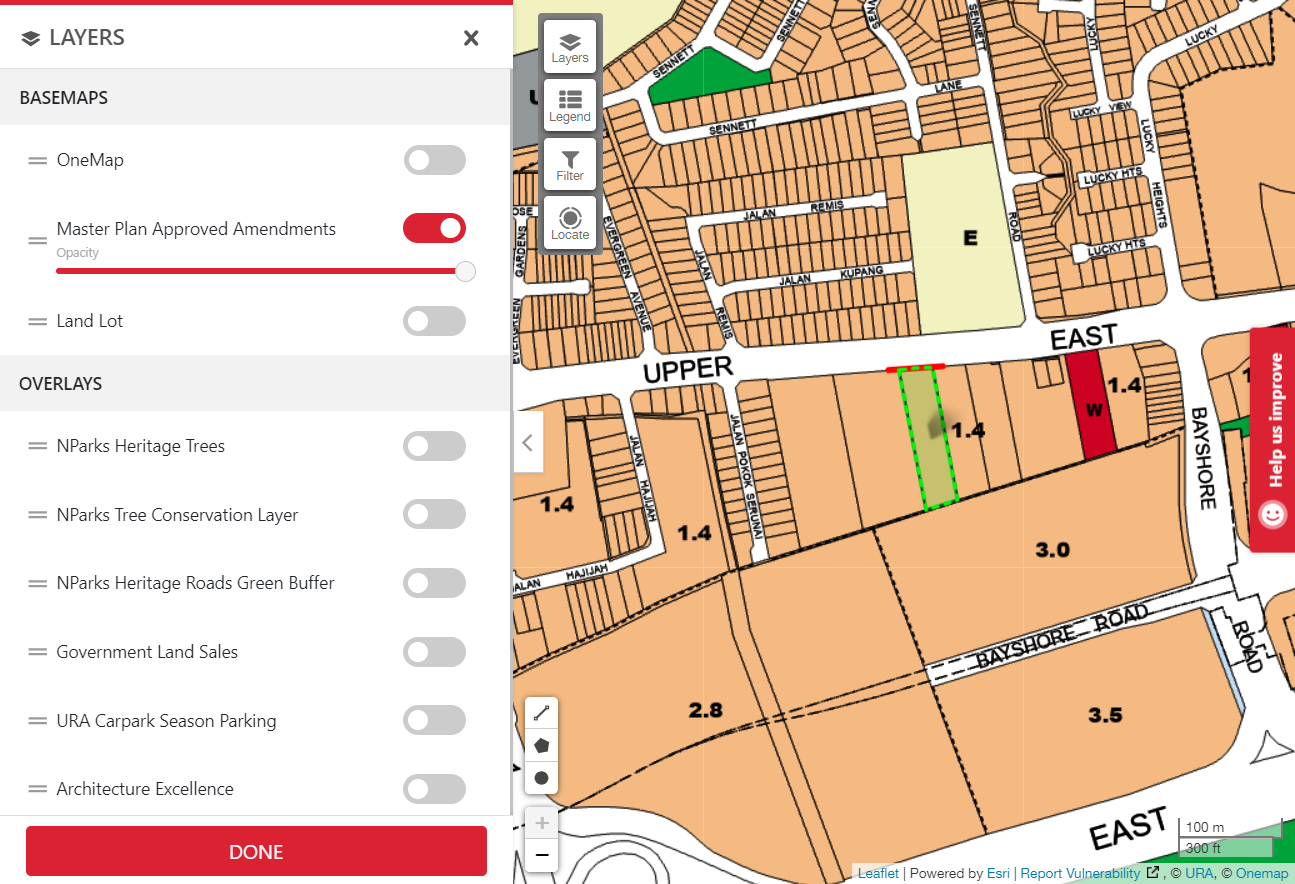 LAYERS
BASEMAPS
OneMap
Master Plan Approved Amendments
Opacity
Land Lot
OVERLAYS
NParks Heritage Trees
NParks Tree Conservation Layer
NParks Heritage Roads Green Buffer
Government Land Sales
URA Carpark Season Parking
Architecture Excellence
DONE
Layers
Legend
Filter
Locate
SENNETT
SENNETT
SENNETT
SENNETT
SENNETT
LANE
LUCKY
LUCKY
LUCKY VIEW
LUCKY
HEIGHTS
LUCKY HTS
LUCKY HTS
ROAD
E
JALAN REMIS
JALAN KUPANG
JALAN
REMIS
EVERGREEN
AVENUE
GARDENS
EVERGREEN
UPPER
EAST
1.4
W
1.4
BAYSHORE
ROAD
JALAN HAJIJAH
JALAN POKOK SERUNAI
1.4
1.4
HAJIJAH
3.0
BAYSHORE ROAD
2.8
3.5
EAST
Help us improve
+
−
100 m
300 ft
Leaflet | Powered by Esri | Report Vulnerability , © URA, © Onemap